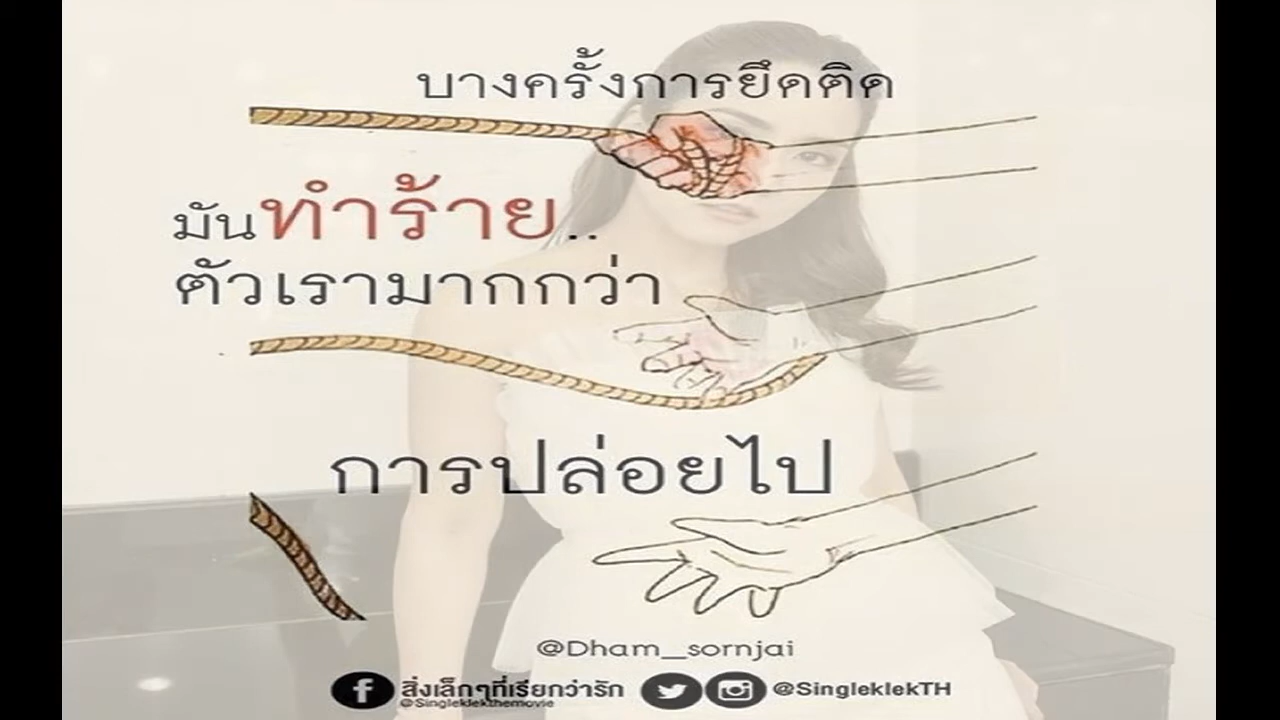 บางครั้งการยึดติด
มันทำร้าย..
ตัวเรามากกว่า
การปล่อยไป
@Dham_sornjai
สิ่งเล็กๆที่เรียกว่ารัก
@Singleklekthemovie
@SingleklekTH